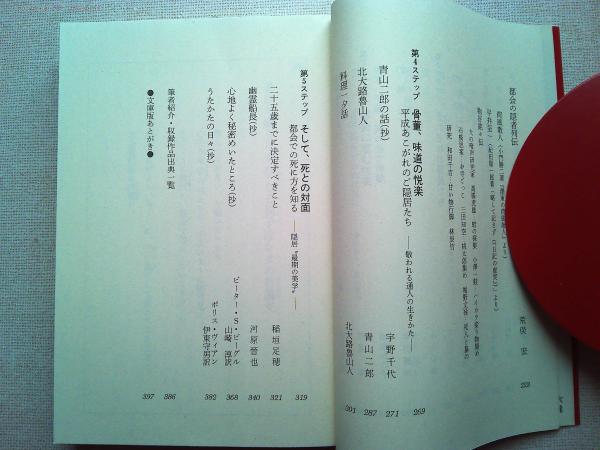 都会の隠者列伝
荒俣 宏
第4ステップ 骨董、味道の悦楽
平成あこがれのご隠居たち ——敬われる通人の生きかた——
269
青山二郎の話(抄)
宇野千代
271
北大路魯山人
青山二郎
287
料理一夕話
北大路魯山人
301
第5ステップ そして、死との対面
都会での死に方を知る ——隠居〝最期の美学〟——
319
二十五歳までに決定すべきこと
稲垣足穂
321
幽霊船長(抄)
河原晉也
340
心地よく秘密めいたところ(抄)
ピーター・S・ビーグル
山崎 淳訳
368
うたかたの日々(抄)
ボリス・ヴィアン
伊東守男訳
382
筆者紹介・収録作品出典一覧
386
●文庫版あとがき●
397